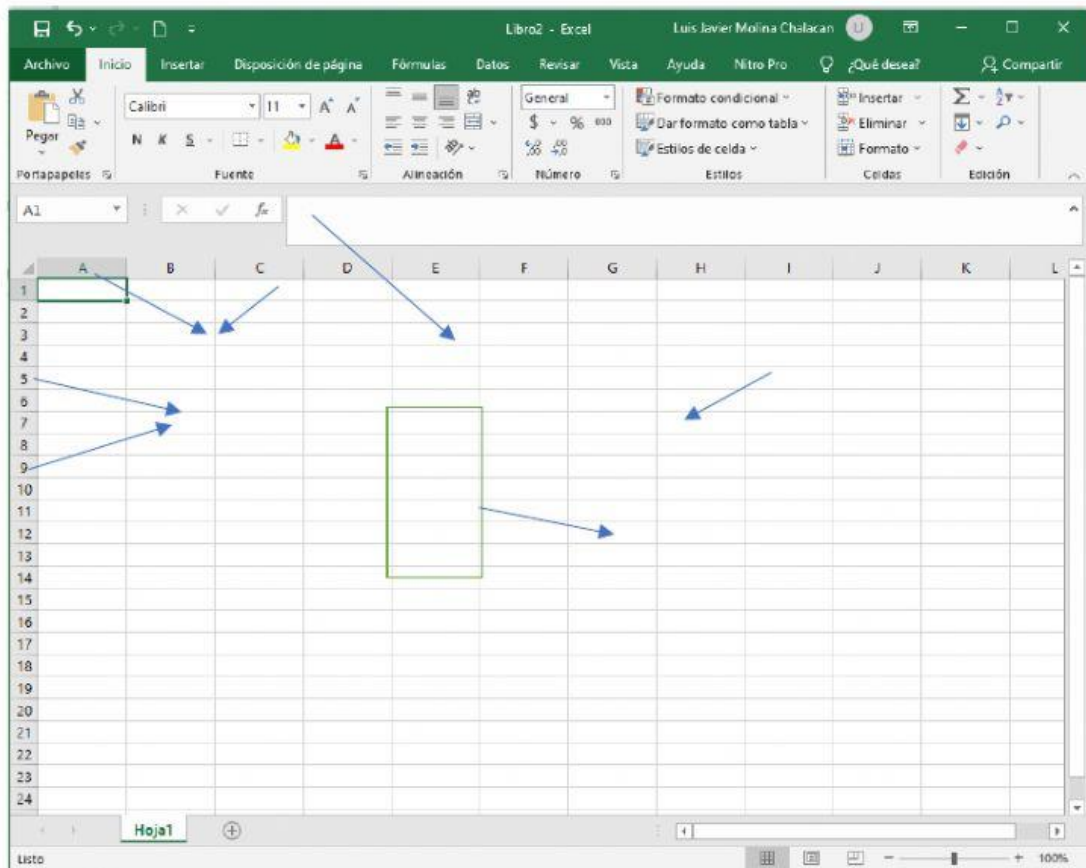 Libro2 - Excel
Luis Javier Molina Chalacan
Archivo Inicio Insertar Disposición de página Fórmulas Datos Revisar Vista Ayuda Nitro Pro ¿Qué desea? Compartir
Pegar
Calibri 11 A A
N K S A
General
$ % 000
Formato condicional
Dar formato como tabla
Estilos de celda
Insertar
Eliminar
Formato
Portapapeles Fuente Alineación Número Estilos Celdas Edición
A1 fx
A B C D E F G H I J K L
1
2
3
4
5
6
7
8
9
10
11
12
13
14
15
16
17
18
19
20
21
22
23
24
Hoja1
Listo 100%